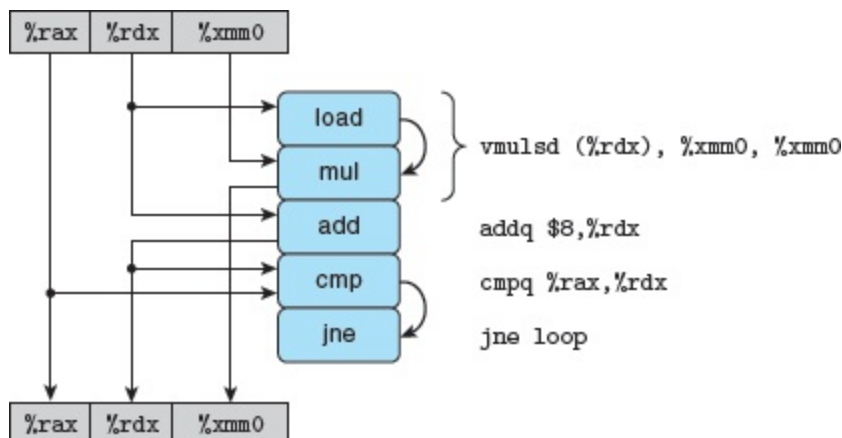 %rax %rdx %xmm0
load
mul
vmulsd (%rdx), %xmm0, %xmm0
add
addq $8,%rdx
cmp
cmpq %rax,%rdx
jne
jne loop
%rax %rdx %xmm0